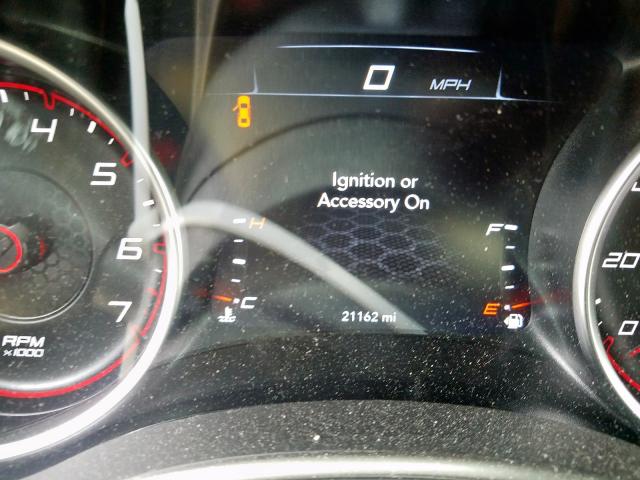 0 MPH
4
5
6
7
RPM
x1000
Ignition or
Accessory On
H
C
F
E
21162 mi
20
0